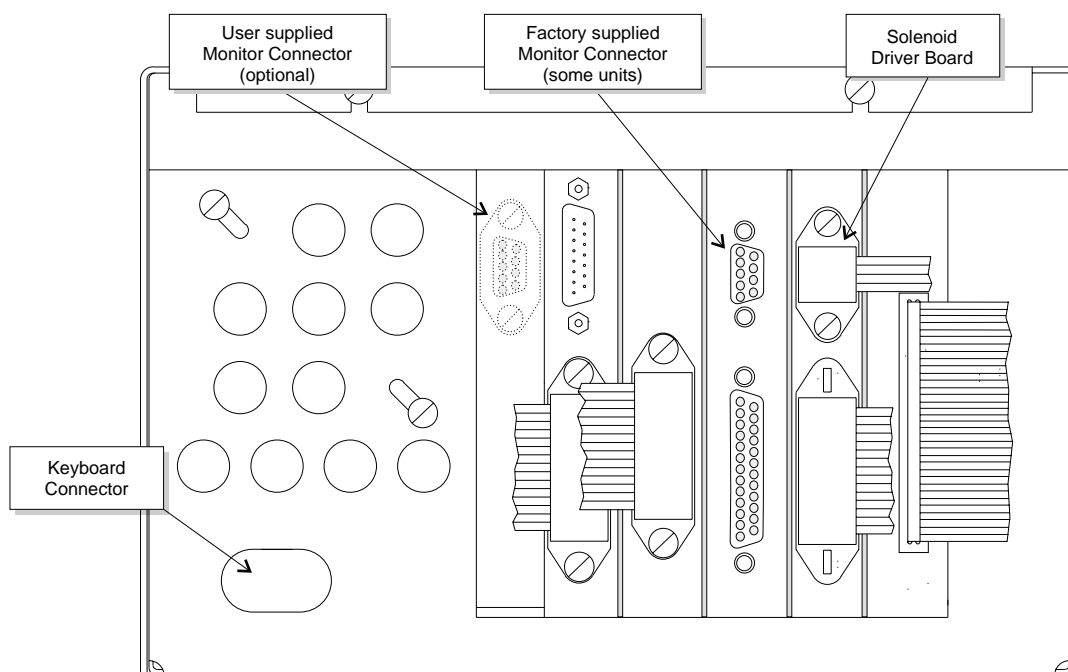 User supplied
Monitor Connector
(optional)
Factory supplied
Monitor Connector
(some units)
Solenoid
Driver Board
Keyboard
Connector